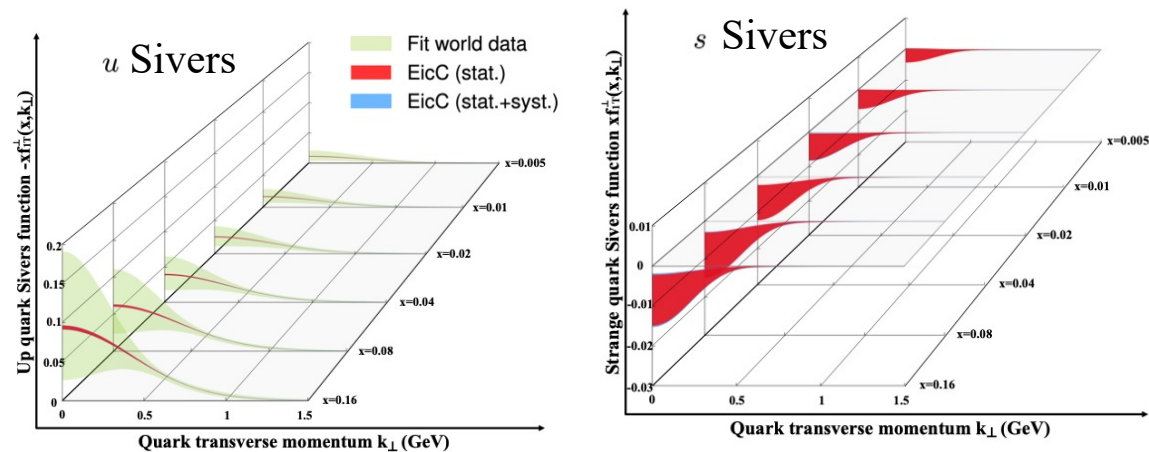 u Sivers
Fit world data
EicC (stat.)
EicC (stat.+syst.)
Up quark Sivers function -xf⊥1T(x,k⊥)
0.2
0.15
0.1
0.05
0
0
0.5
1
1.5
x=0.005
x=0.01
x=0.02
x=0.04
x=0.08
x=0.16
Quark transverse momentum k⊥ (GeV)
s Sivers
Strange quark Sivers function xf⊥1T(x,k⊥)
0.01
0
-0.01
-0.02
-0.03
0
0.5
1
1.5
x=0.005
x=0.01
x=0.02
x=0.04
x=0.08
x=0.16
Quark transverse momentum k⊥ (GeV)